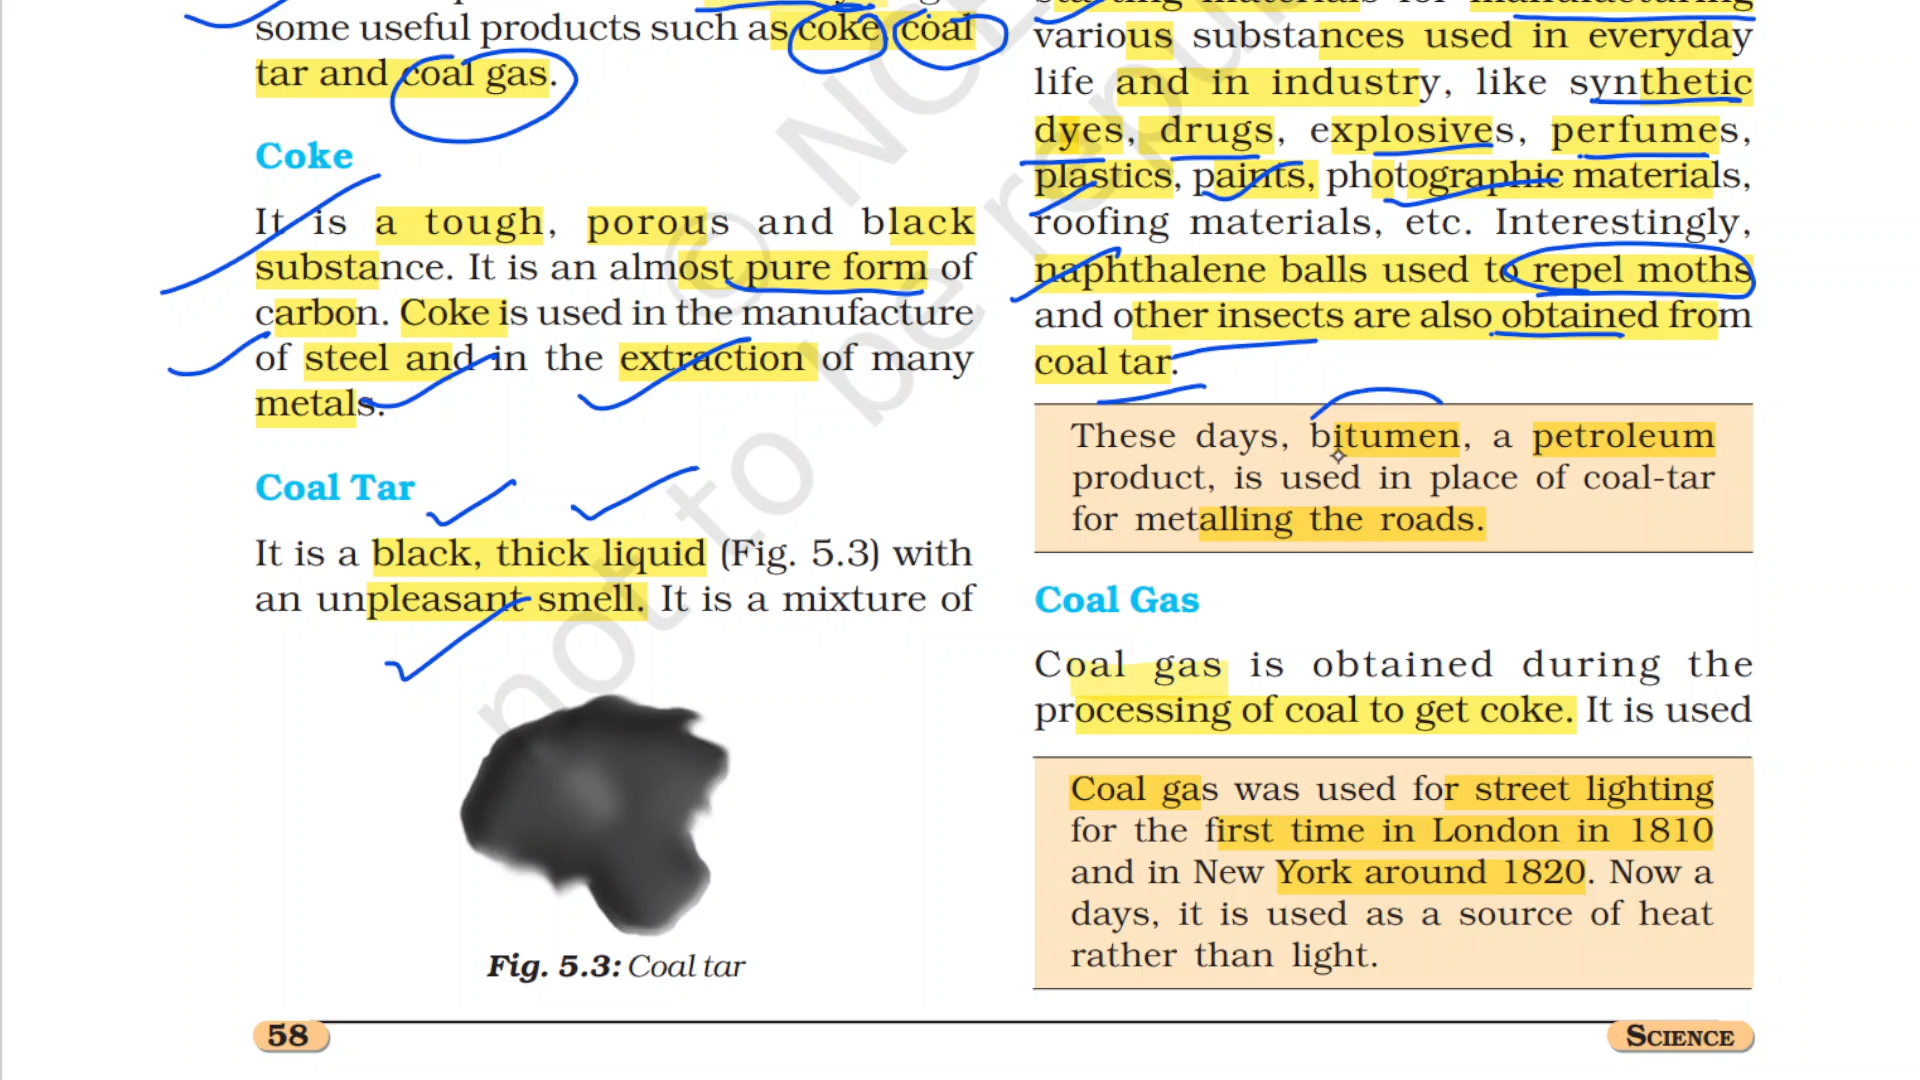 some useful products such as coke, coal
tar and coal gas.
Coke
It is a tough, porous and black
substance. It is an almost pure form of
carbon. Coke is used in the manufacture
of steel and in the extraction of many
metals.
Coal Tar
It is a black, thick liquid (Fig. 5.3) with
an unpleasant smell. It is a mixture of
Fig. 5.3: Coal tar
various substances used in everyday
life and in industry, like synthetic
dyes, drugs, explosives, perfumes,
plastics, paints, photographic materials,
roofing materials, etc. Interestingly,
naphthalene balls used to repel moths
and other insects are also obtained from
coal tar.
These days, bitumen, a petroleum
product, is used in place of coal-tar
for metalling the roads.
Coal Gas
Coal gas is obtained during the
processing of coal to get coke. It is used
Coal gas was used for street lighting
for the first time in London in 1810
and in New York around 1820. Now a
days, it is used as a source of heat
rather than light.
58
SCIENCE
not to be